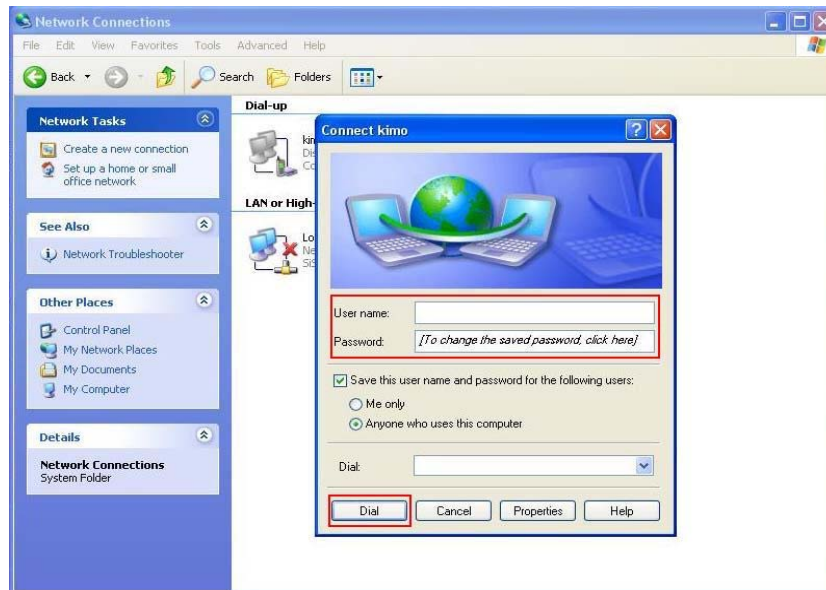 Network Connections
File Edit View Favorites Tools Advanced Help
Back Search Folders
Network Tasks
Create a new connection
Set up a home or small
office network
See Also
Network Troubleshooter
Other Places
Control Panel
My Network Places
My Documents
My Computer
Details
Network Connections
System Folder
Dial-up
LAN or High-
Connect kimo
User name:
Password: [To change the saved password, click here]
Save this user name and password for the following users:
Me only
Anyone who uses this computer
Dial:
Dial Cancel Properties Help